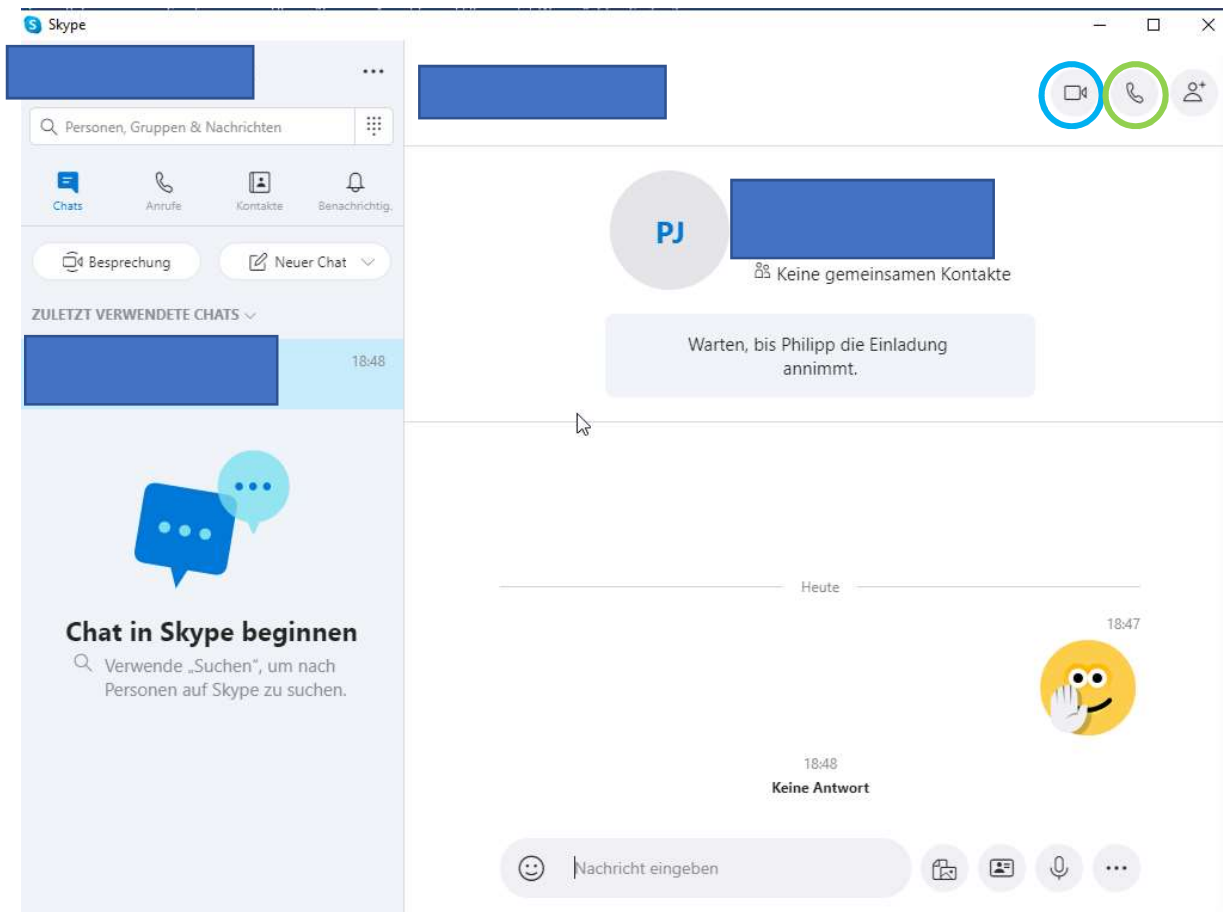 Skype
Personen, Gruppen & Nachrichten
Chats
Anrufe
Kontakte
Benachrichtig.
Besprechung
Neuer Chat
ZULETZT VERWENDETE CHATS
18:48
Chat in Skype beginnen
Verwende „Suchen“, um nach
Personen auf Skype zu suchen.
PJ
Keine gemeinsamen Kontakte
Warten, bis Philipp die Einladung
annimmt.
Heute
18:47
18:48
Keine Antwort
Nachricht eingeben